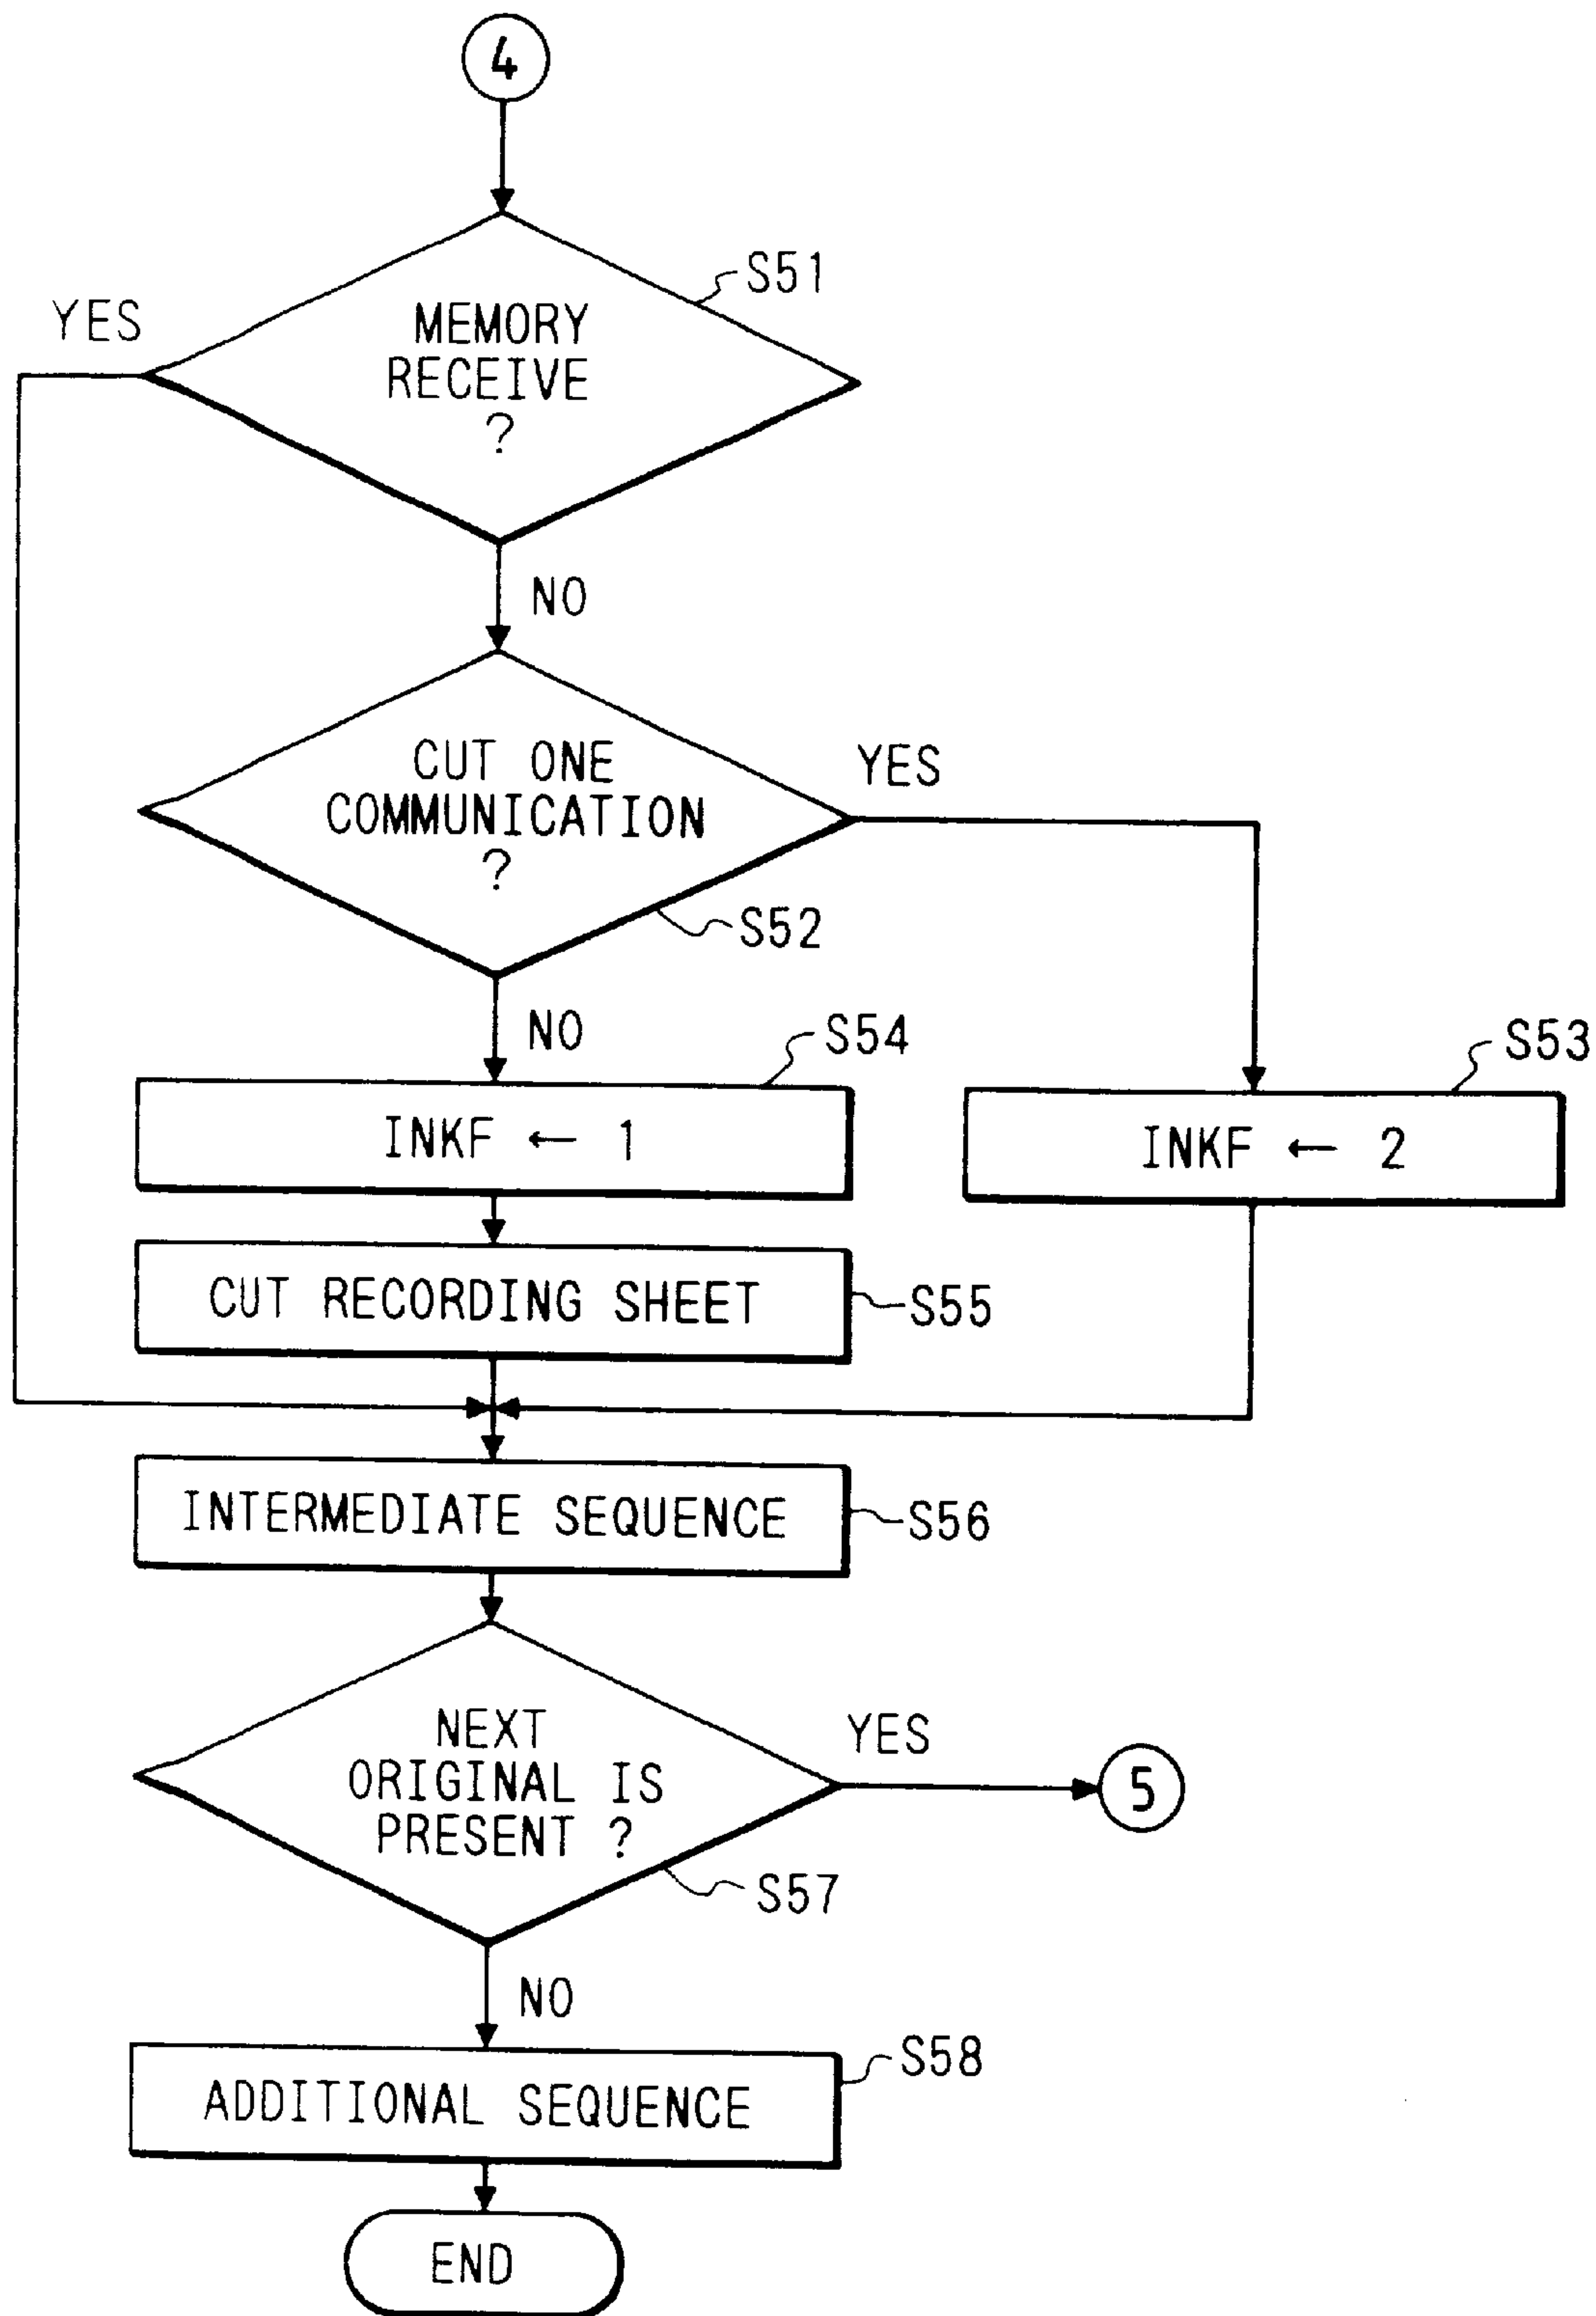 4
S51
YES
MEMORY
RECEIVE
?
NO
CUT ONE
COMMUNICATION
?
YES
S52
NO
S54
S53
INKF ← 1
INKF ← 2
CUT RECORDING SHEET
S55
INTERMEDIATE SEQUENCE
S56
NEXT
ORIGINAL IS
PRESENT ?
YES
5
S57
NO
S58
ADDITIONAL SEQUENCE
END